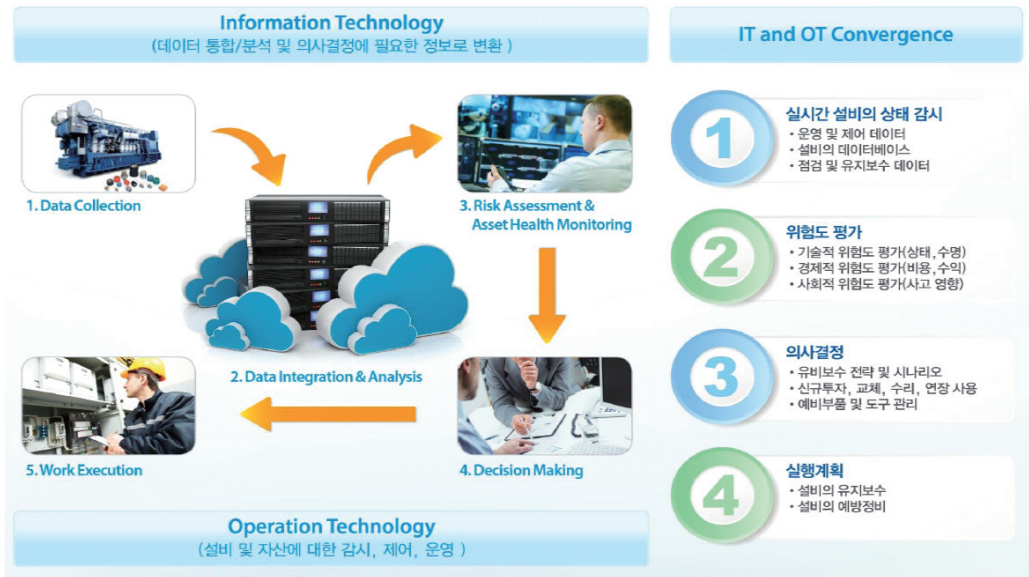 Information Technology
(데이터 통합/분석 및 의사결정에 필요한 정보로 변환 )
1. Data Collection
3. Risk Assessment &
Asset Health Monitoring
2. Data Integration & Analysis
5. Work Execution
4. Decision Making
Operation Technology
(설비 및 자산에 대한 감시, 제어, 운영 )
IT and OT Convergence
1
실시간 설비의 상태 감시
· 운영 및 제어 데이터
· 설비의 데이터베이스
· 점검 및 유지보수 데이터
2
위험도 평가
· 기술적 위험도 평가(상태,수명)
· 경제적 위험도 평가(비용,수익)
· 사회적 위험도 평가(사고 영향)
3
의사결정
· 유비보수 전략 및 시나리오
· 신규투자, 교체, 수리, 연장 사용
· 예비부품 및 도구 관리
4
실행계획
· 설비의 유지보수
· 설비의 예방정비